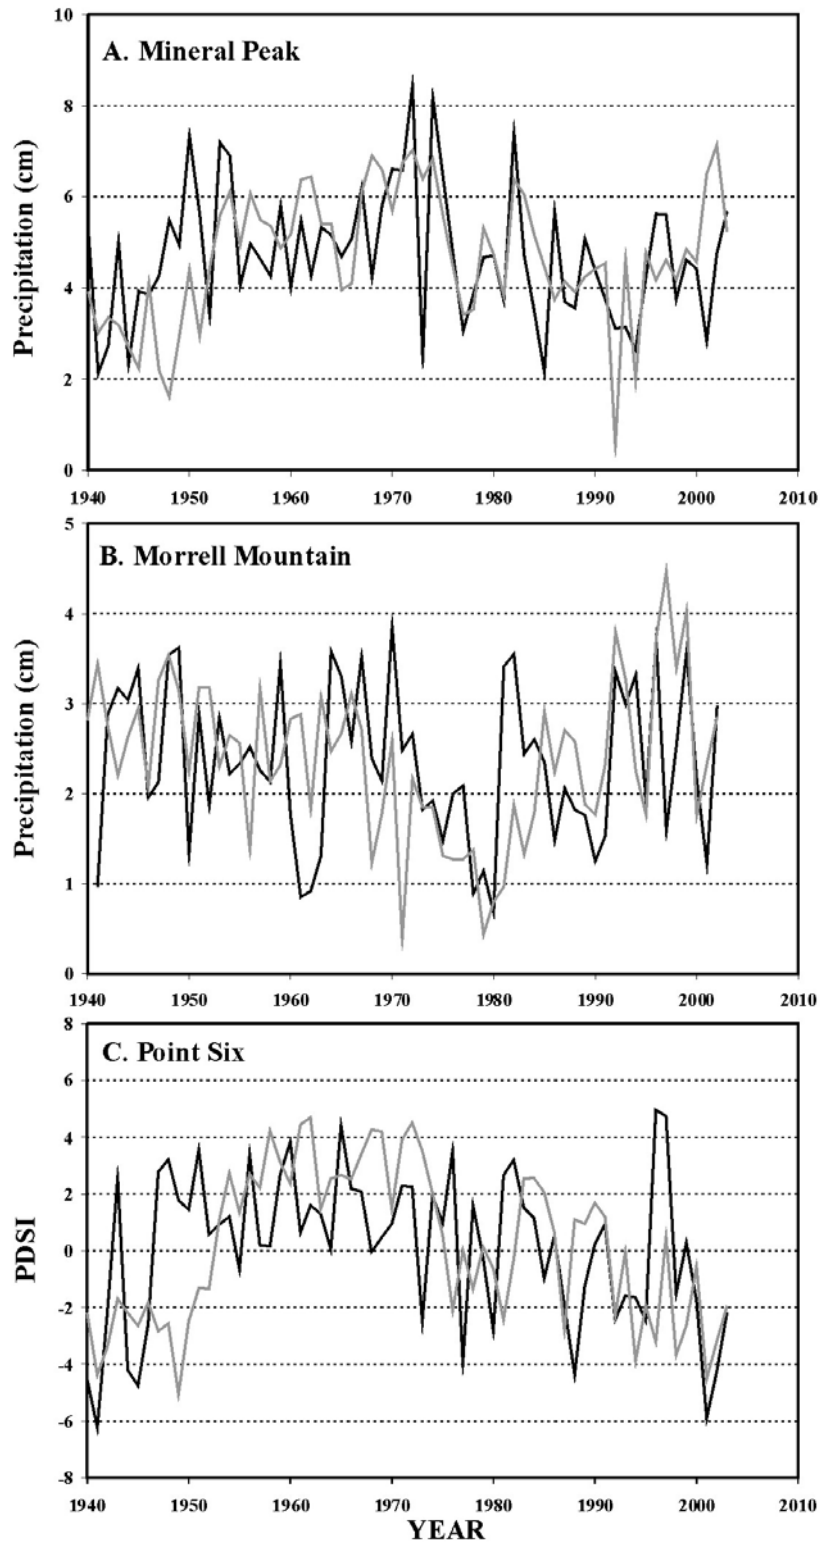 10
A. Mineral Peak
8
6
4
2
0
Precipitation (cm)
1940 1950 1960 1970 1980 1990 2000 2010
5
B. Morrell Mountain
4
3
2
1
0
Precipitation (cm)
1940 1950 1960 1970 1980 1990 2000 2010
8
C. Point Six
6
4
2
0
-2
-4
-6
-8
PDSI
1940 1950 1960 1970 1980 1990 2000 2010
YEAR